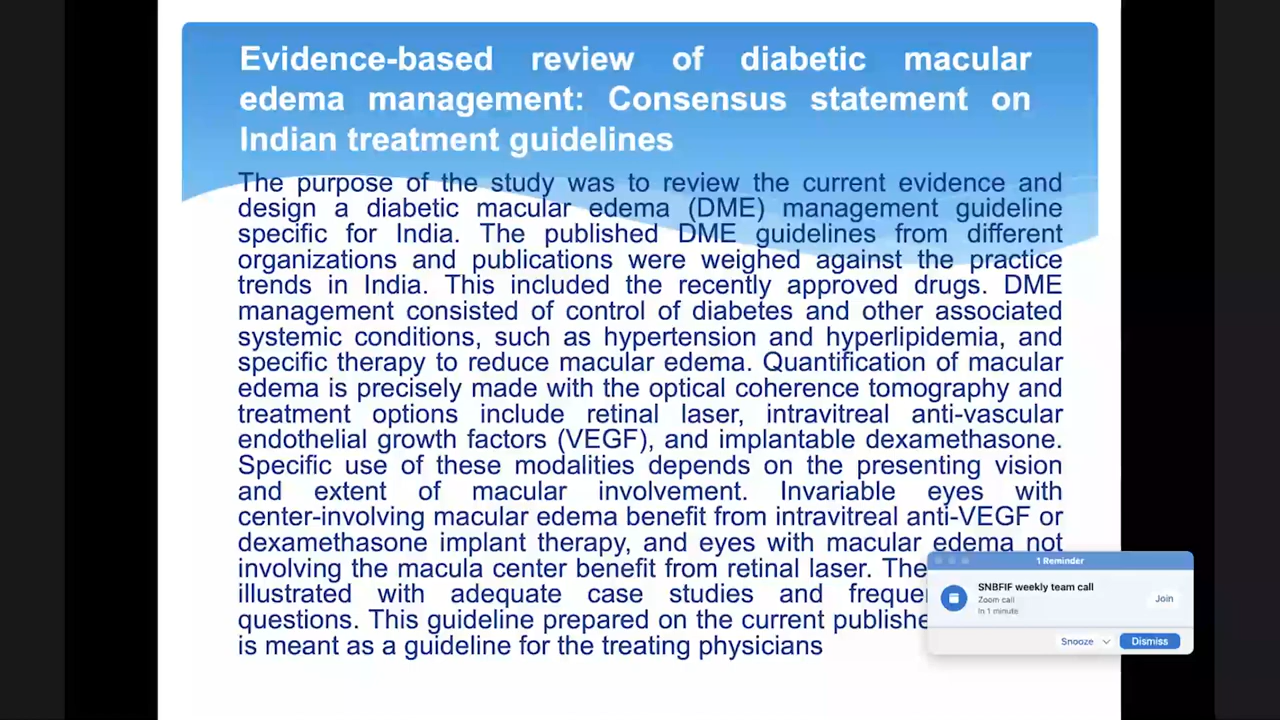 Evidence-based review of diabetic macular
edema management: Consensus statement on
Indian treatment guidelines
The purpose of the study was to review the current evidence and
design a diabetic macular edema (DME) management guideline
specific for India. The published DME guidelines from different
organizations and publications were weighed against the practice
trends in India. This included the recently approved drugs. DME
management consisted of control of diabetes and other associated
systemic conditions, such as hypertension and hyperlipidemia, and
specific therapy to reduce macular edema. Quantification of macular
edema is precisely made with the optical coherence tomography and
treatment options include retinal laser, intravitreal anti-vascular
endothelial growth factors (VEGF), and implantable dexamethasone.
Specific use of these modalities depends on the presenting vision
and extent of macular involvement. Invariable eyes with
center-involving macular edema benefit from intravitreal anti-VEGF or
dexamethasone implant therapy, and eyes with macular edema not
involving the macula center benefit from retinal laser. The
illustrated with adequate case studies and
questions. This guideline prepared on the current
is meant as a guideline for the treating physicians
1 Reminder
SNBFIF weekly team call
Zoom call
In 1 minute
Join
Snooze
Dismiss